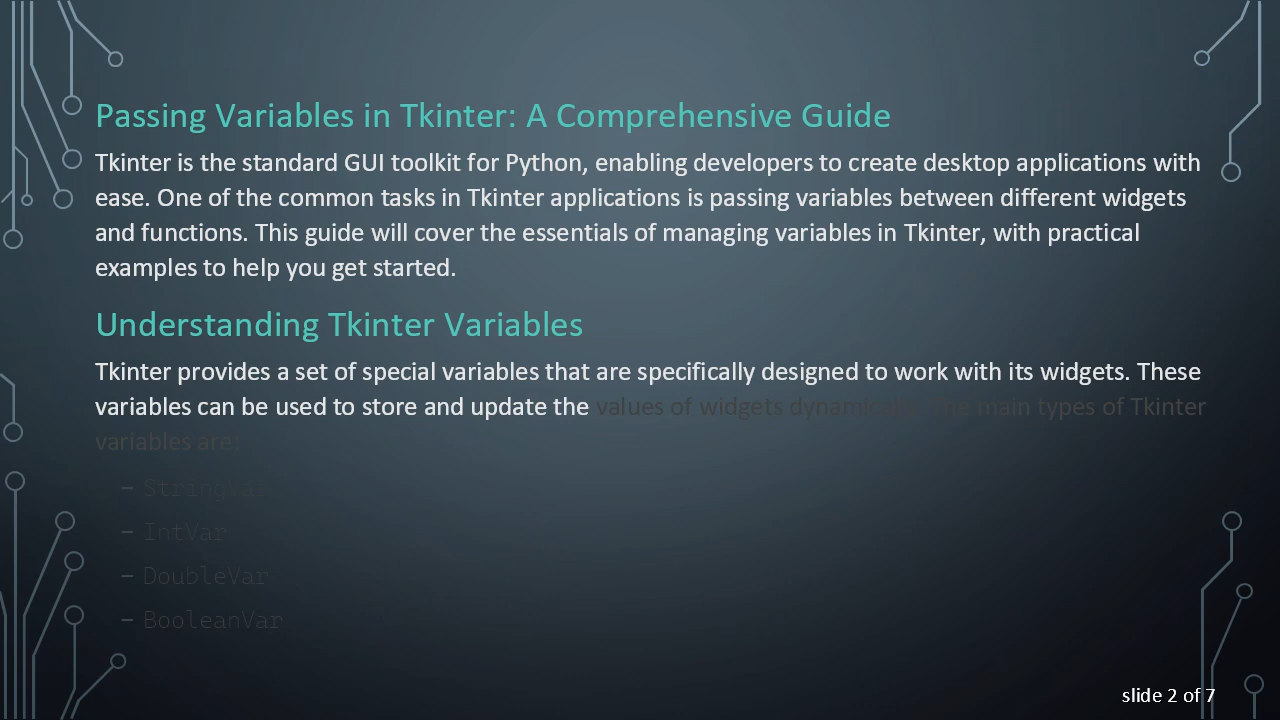 Passing Variables in Tkinter: A Comprehensive Guide
Tkinter is the standard GUI toolkit for Python, enabling developers to create desktop applications with
ease. One of the common tasks in Tkinter applications is passing variables between different widgets
and functions. This guide will cover the essentials of managing variables in Tkinter, with practical
examples to help you get started.
Understanding Tkinter Variables
Tkinter provides a set of special variables that are specifically designed to work with its widgets. These
variables can be used to store and update the values of widgets dynamically. The main types of Tkinter
variables are:
– StringVar
– IntVar
– DoubleVar
– BooleanVar
slide 2 of 7